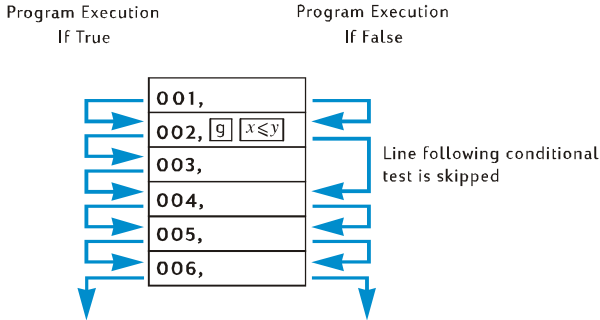 Program Execution
If True
Program Execution
If False
001,
002, g x≤y
003,
004,
005,
006,
Line following conditional
test is skipped